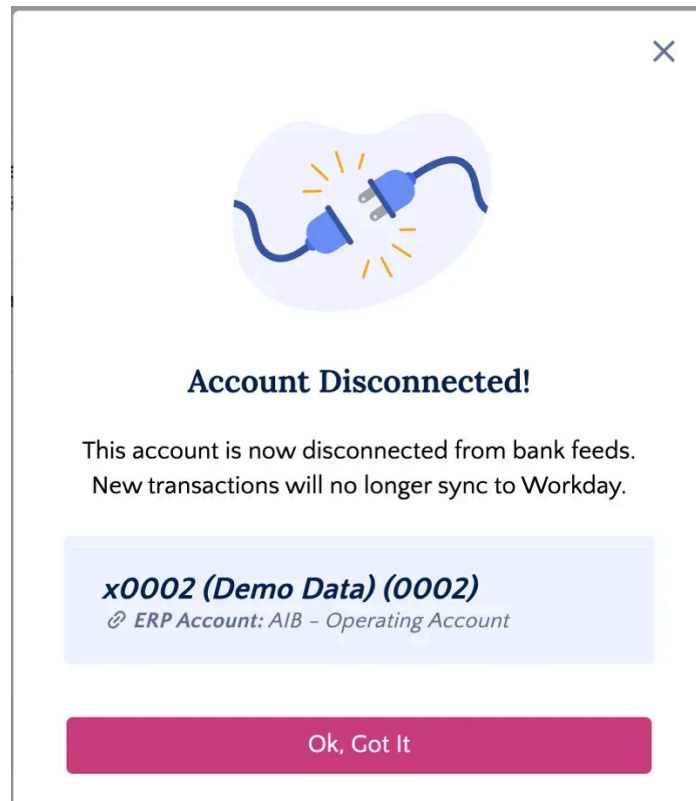 Account Disconnected!
This account is now disconnected from bank feeds.
New transactions will no longer sync to Workday.
x0002 (Demo Data) (0002)
ERP Account: AIB – Operating Account
Ok, Got It